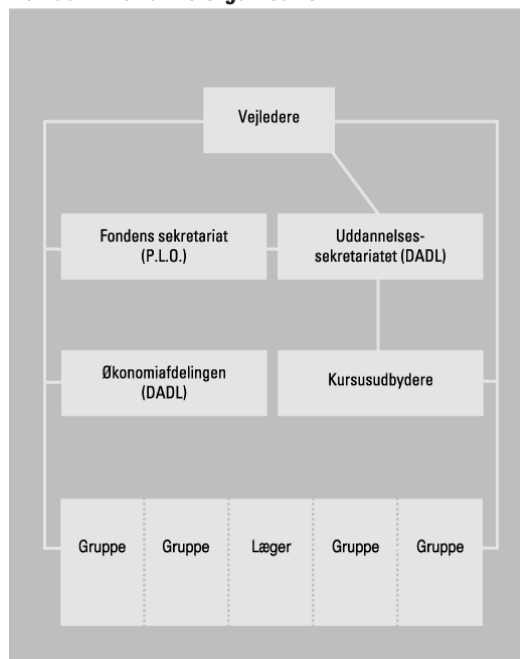 Vejledere
Fondens sekretariat
(P.L.O.)
Uddannelses-
sekretariatet (DADL)
Økonomiafdelingen
(DADL)
Kursusudbydere
Gruppe
Gruppe
Læger
Gruppe
Gruppe